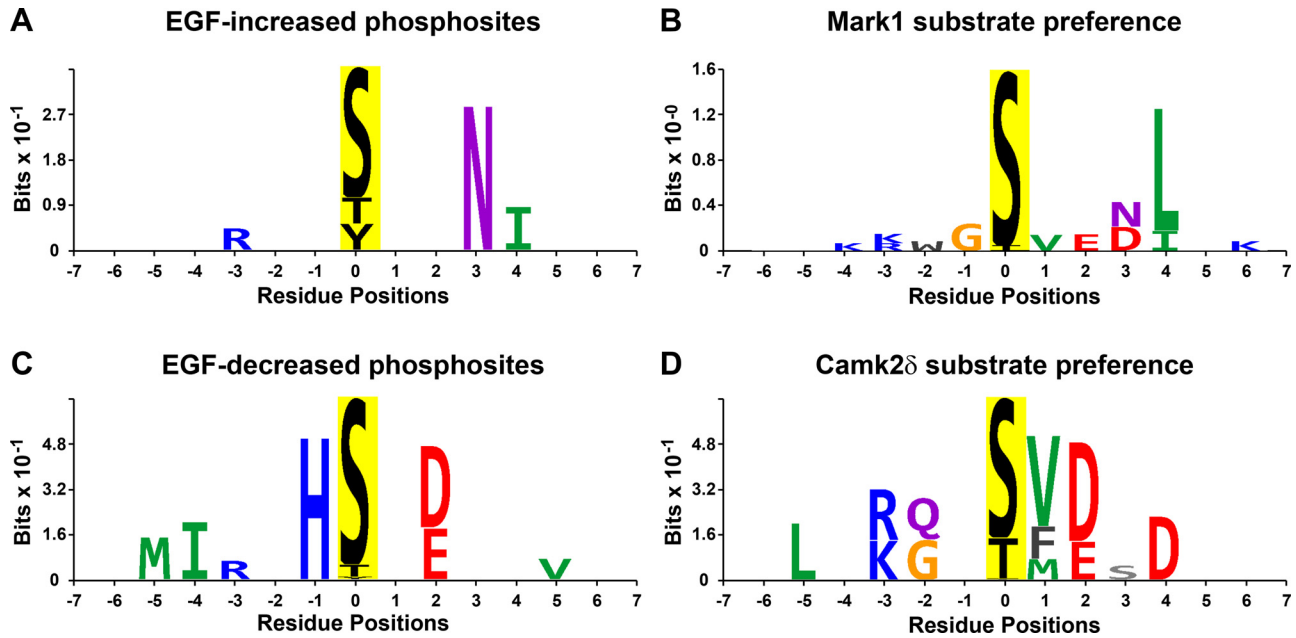 A EGF-increased phosphosites
Bits x 10-1
2.7
1.8
0.9
0
R
S
T
Y
N
I
-7 -6 -5 -4 -3 -2 -1 0 1 2 3 4 5 6 7
Residue Positions
B Mark1 substrate preference
Bits x 10-0
1.6
1.2
0.8
0.4
0
K
K
R
W
G
S
T
V
E
N
D
L
I
K
-7 -6 -5 -4 -3 -2 -1 0 1 2 3 4 5 6 7
Residue Positions
C EGF-decreased phosphosites
Bits x 10-1
4.8
3.2
1.6
0
M
I
R
H
S
T
D
E
V
-7 -6 -5 -4 -3 -2 -1 0 1 2 3 4 5 6 7
Residue Positions
D Camk2δ substrate preference
Bits x 10-1
4.8
3.2
1.6
0
L
R
K
Q
G
S
T
V
F
M
D
E
S
D
-7 -6 -5 -4 -3 -2 -1 0 1 2 3 4 5 6 7
Residue Positions